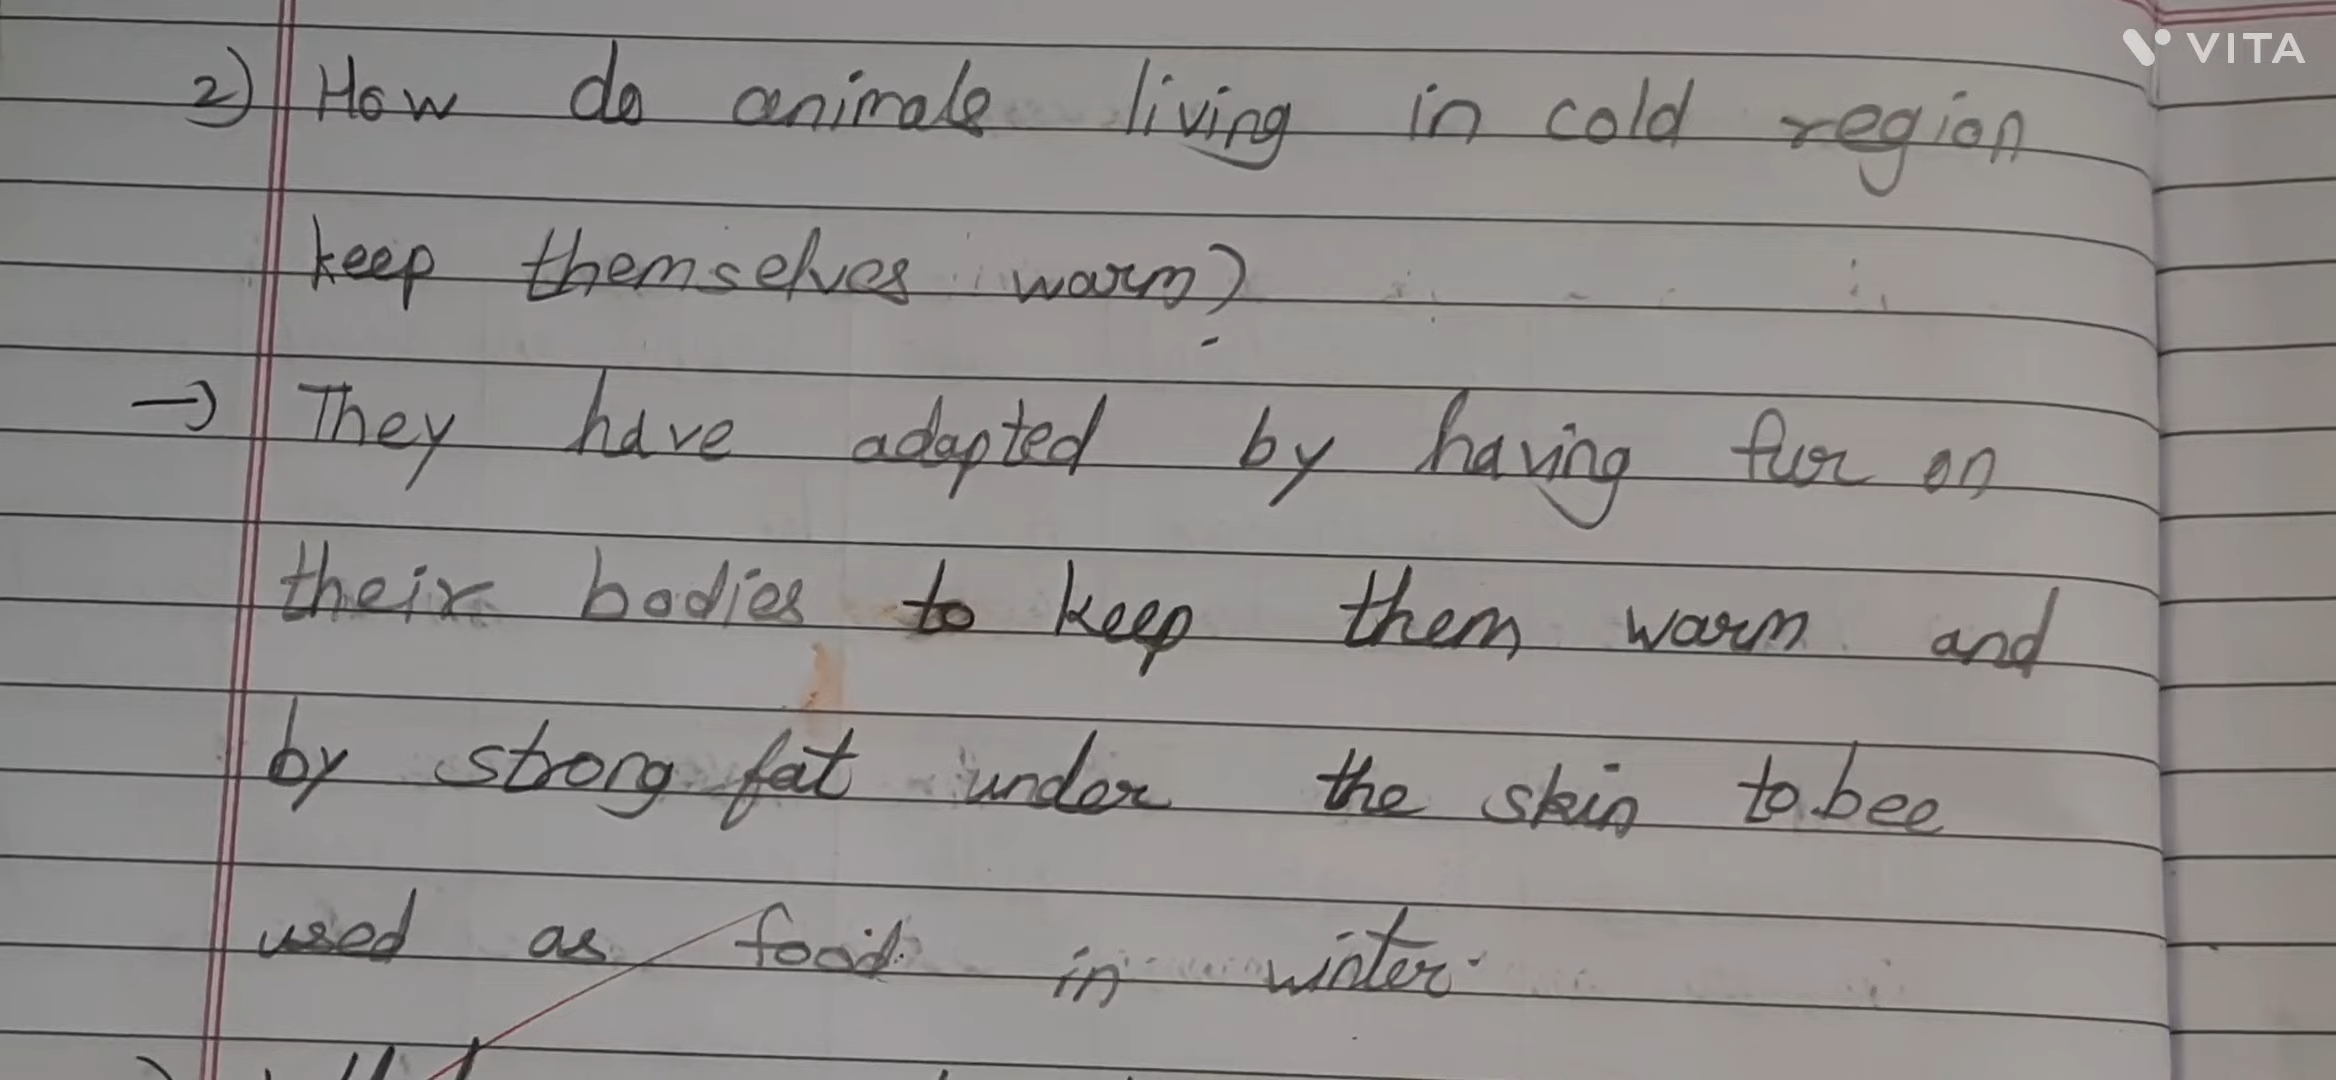 VITA
2) How do animals living in cold region
keep themselves warm?
→ They have adapted by having fur on
their bodies to keep them warm and
by strong fat under the skin to bee
used as food in winter.